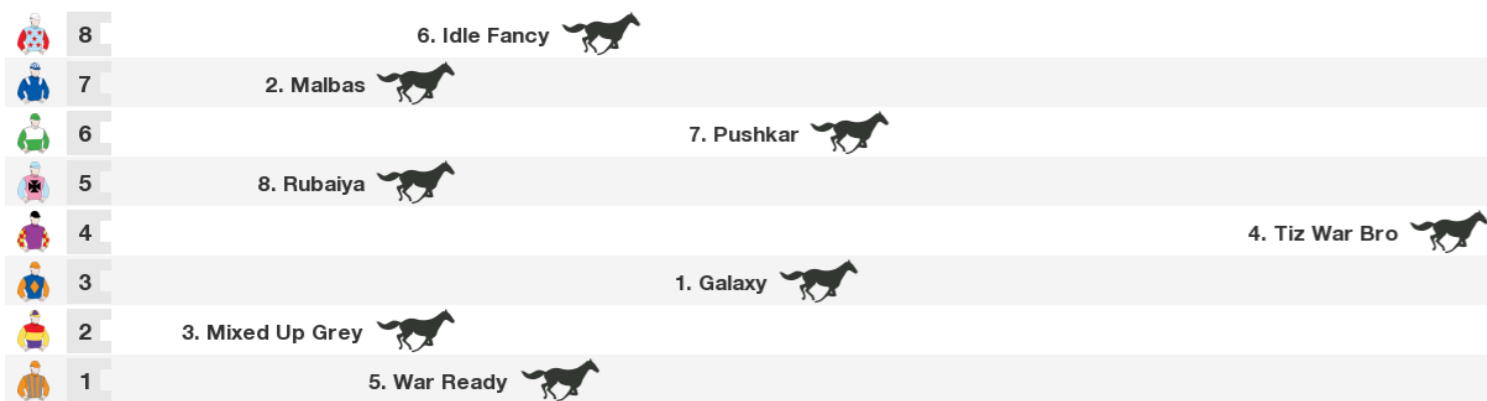 8 6. Idle Fancy
7 2. Malbas
6 7. Pushkar
5 8. Rubaiya
4 4. Tiz War Bro
3 1. Galaxy
2 3. Mixed Up Grey
1 5. War Ready